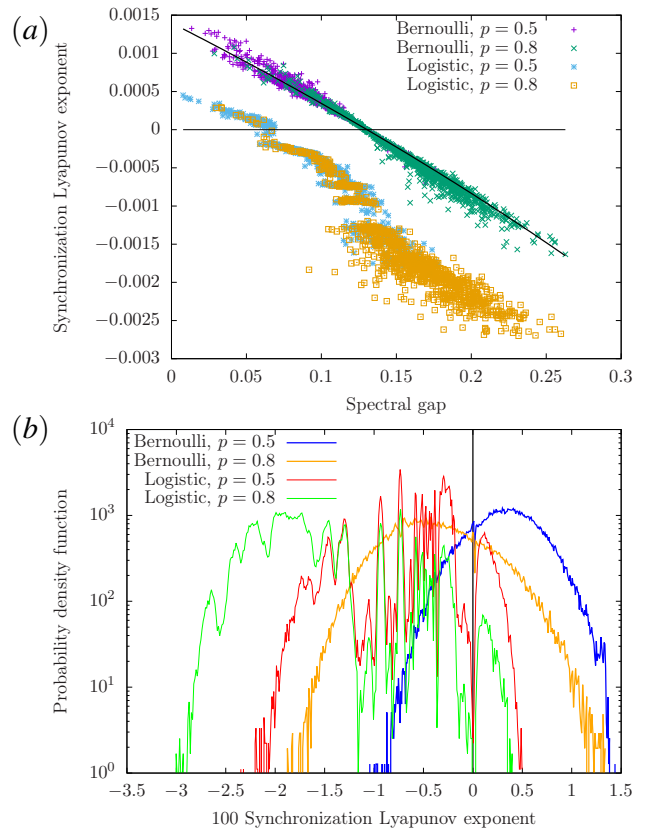 (a)
0.0015
0.001
0.0005
0
−0.0005
−0.001
−0.0015
−0.002
−0.0025
−0.003
Synchronization Lyapunov exponent
Bernoulli, p = 0.5
Bernoulli, p = 0.8
Logistic, p = 0.5
Logistic, p = 0.8
0 0.05 0.1 0.15 0.2 0.25 0.3
Spectral gap
(b)
10^4
10^3
10^2
10^1
10^0
Probability density function
Bernoulli, p = 0.5
Bernoulli, p = 0.8
Logistic, p = 0.5
Logistic, p = 0.8
−3.5 −3 −2.5 −2 −1.5 −1 −0.5 0 0.5 1 1.5
100 Synchronization Lyapunov exponent